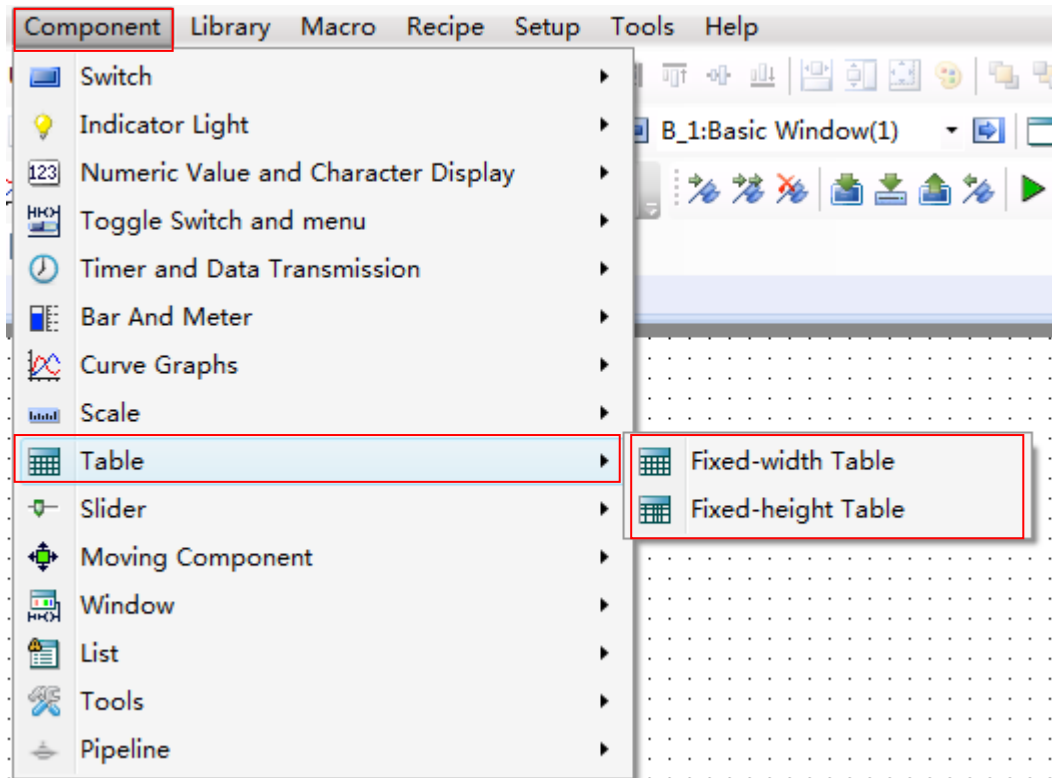 Component Library Macro Recipe Setup Tools Help
Switch
B_1:Basic Window(1)
Indicator Light
123 Numeric Value and Character Display
Toggle Switch and menu
Timer and Data Transmission
Bar And Meter
Curve Graphs
Scale
Table
Fixed-width Table
Fixed-height Table
Slider
Moving Component
Window
List
Tools
Pipeline